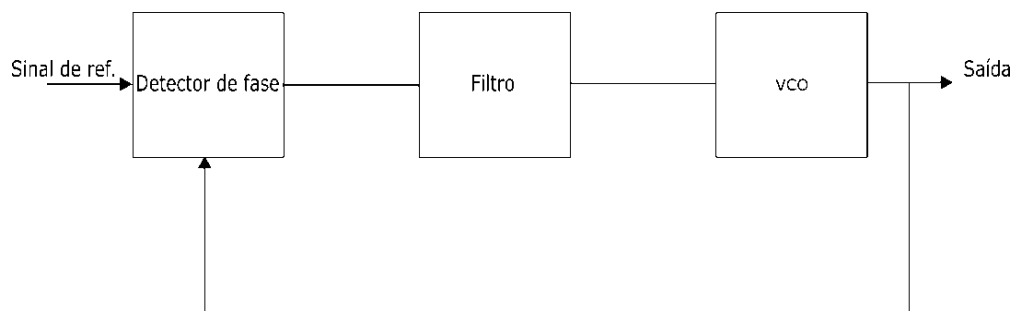 Sinal de ref.
Detector de fase
Filtro
VCO
Saída